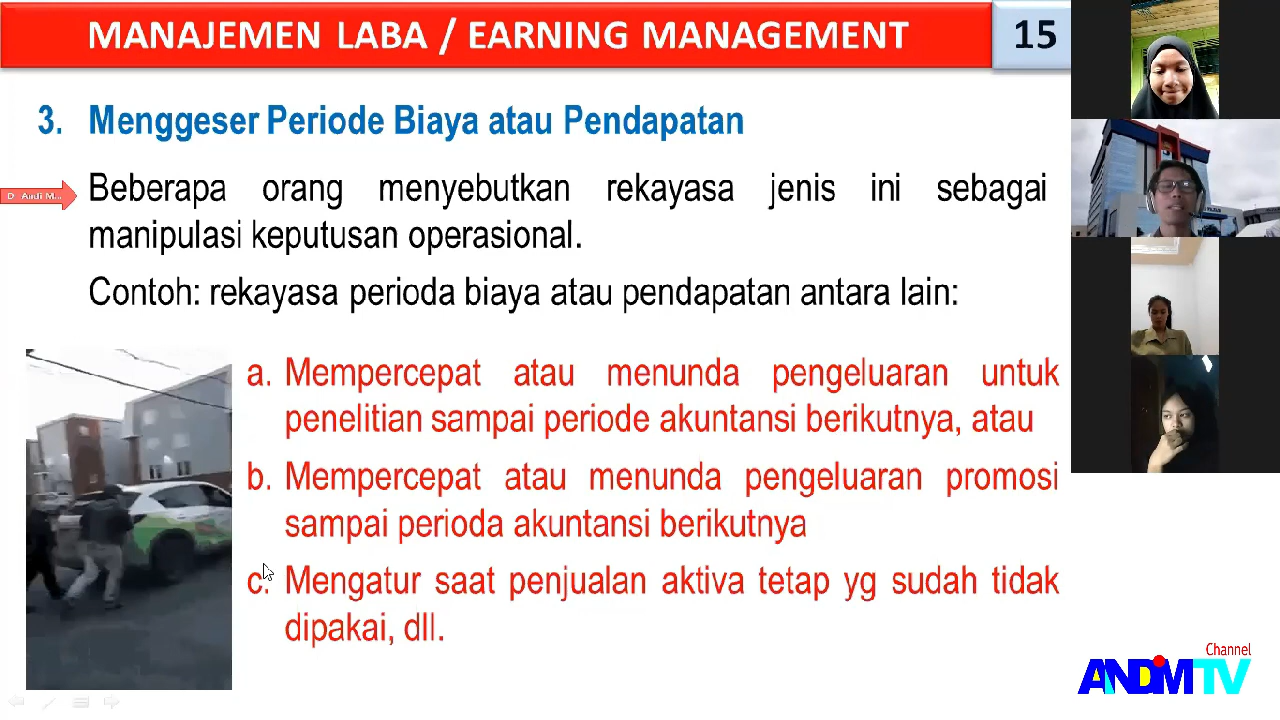 MANAJEMEN LABA / EARNING MANAGEMENT
15
3. Menggeser Periode Biaya atau Pendapatan
D Andi M...
Beberapa orang menyebutkan rekayasa jenis ini sebagai
manipulasi keputusan operasional.
Contoh: rekayasa perioda biaya atau pendapatan antara lain:
a. Mempercepat atau menunda pengeluaran untuk
penelitian sampai periode akuntansi berikutnya, atau
b. Mempercepat atau menunda pengeluaran promosi
sampai perioda akuntansi berikutnya
c. Mengatur saat penjualan aktiva tetap yg sudah tidak
dipakai, dll.
Channel
ANDIMTV